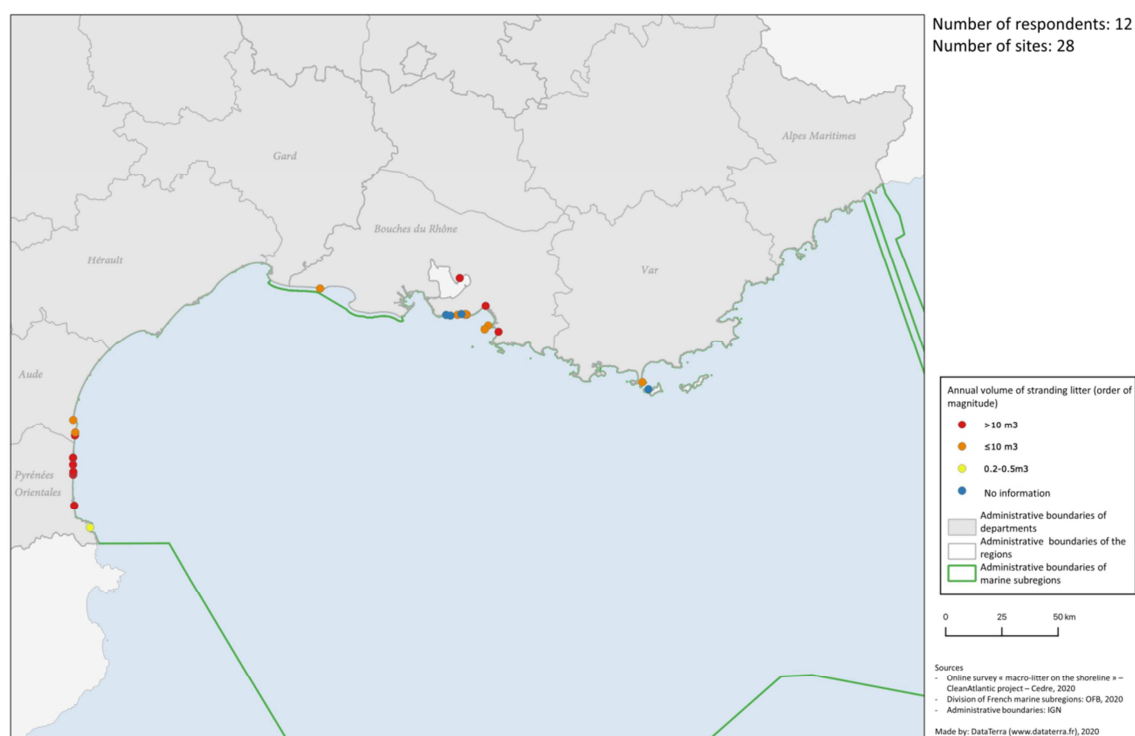 Number of respondents: 12
Number of sites: 28
Alpes Maritimes
Gard
Bouches du Rhône
Hérault
Var
Aude
Pyrénées
Orientales
Annual volume of stranding litter (order of
magnitude)
>10 m3
≤10 m3
0.2-0.5m3
No information
Administrative boundaries of
departments
Administrative boundaries of the
regions
Administrative boundaries of
marine subregions
0 25 50 km
Sources
- Online survey « macro-litter on the shoreline » –
CleanAtlantic project – Cedre, 2020
- Division of French marine subregions: OFB, 2020
- Administrative boundaries: IGN
Made by: DataTerra (www.dataterra.fr), 2020